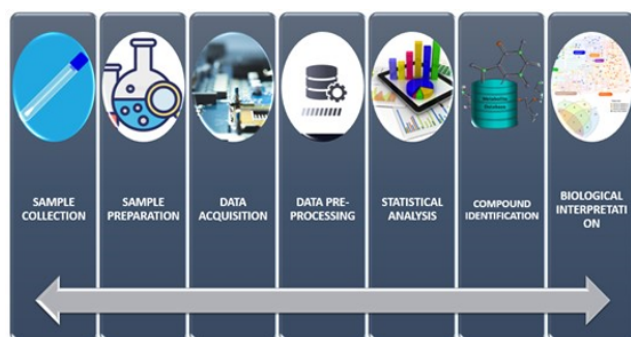 SAMPLE
COLLECTION
SAMPLE
PREPARATION
DATA
ACQUISITION
DATA PRE-
PROCESSING
STATISTICAL
ANALYSIS
COMPOUND
IDENTIFICATION
BIOLOGICAL
INTERPRETATI
ON